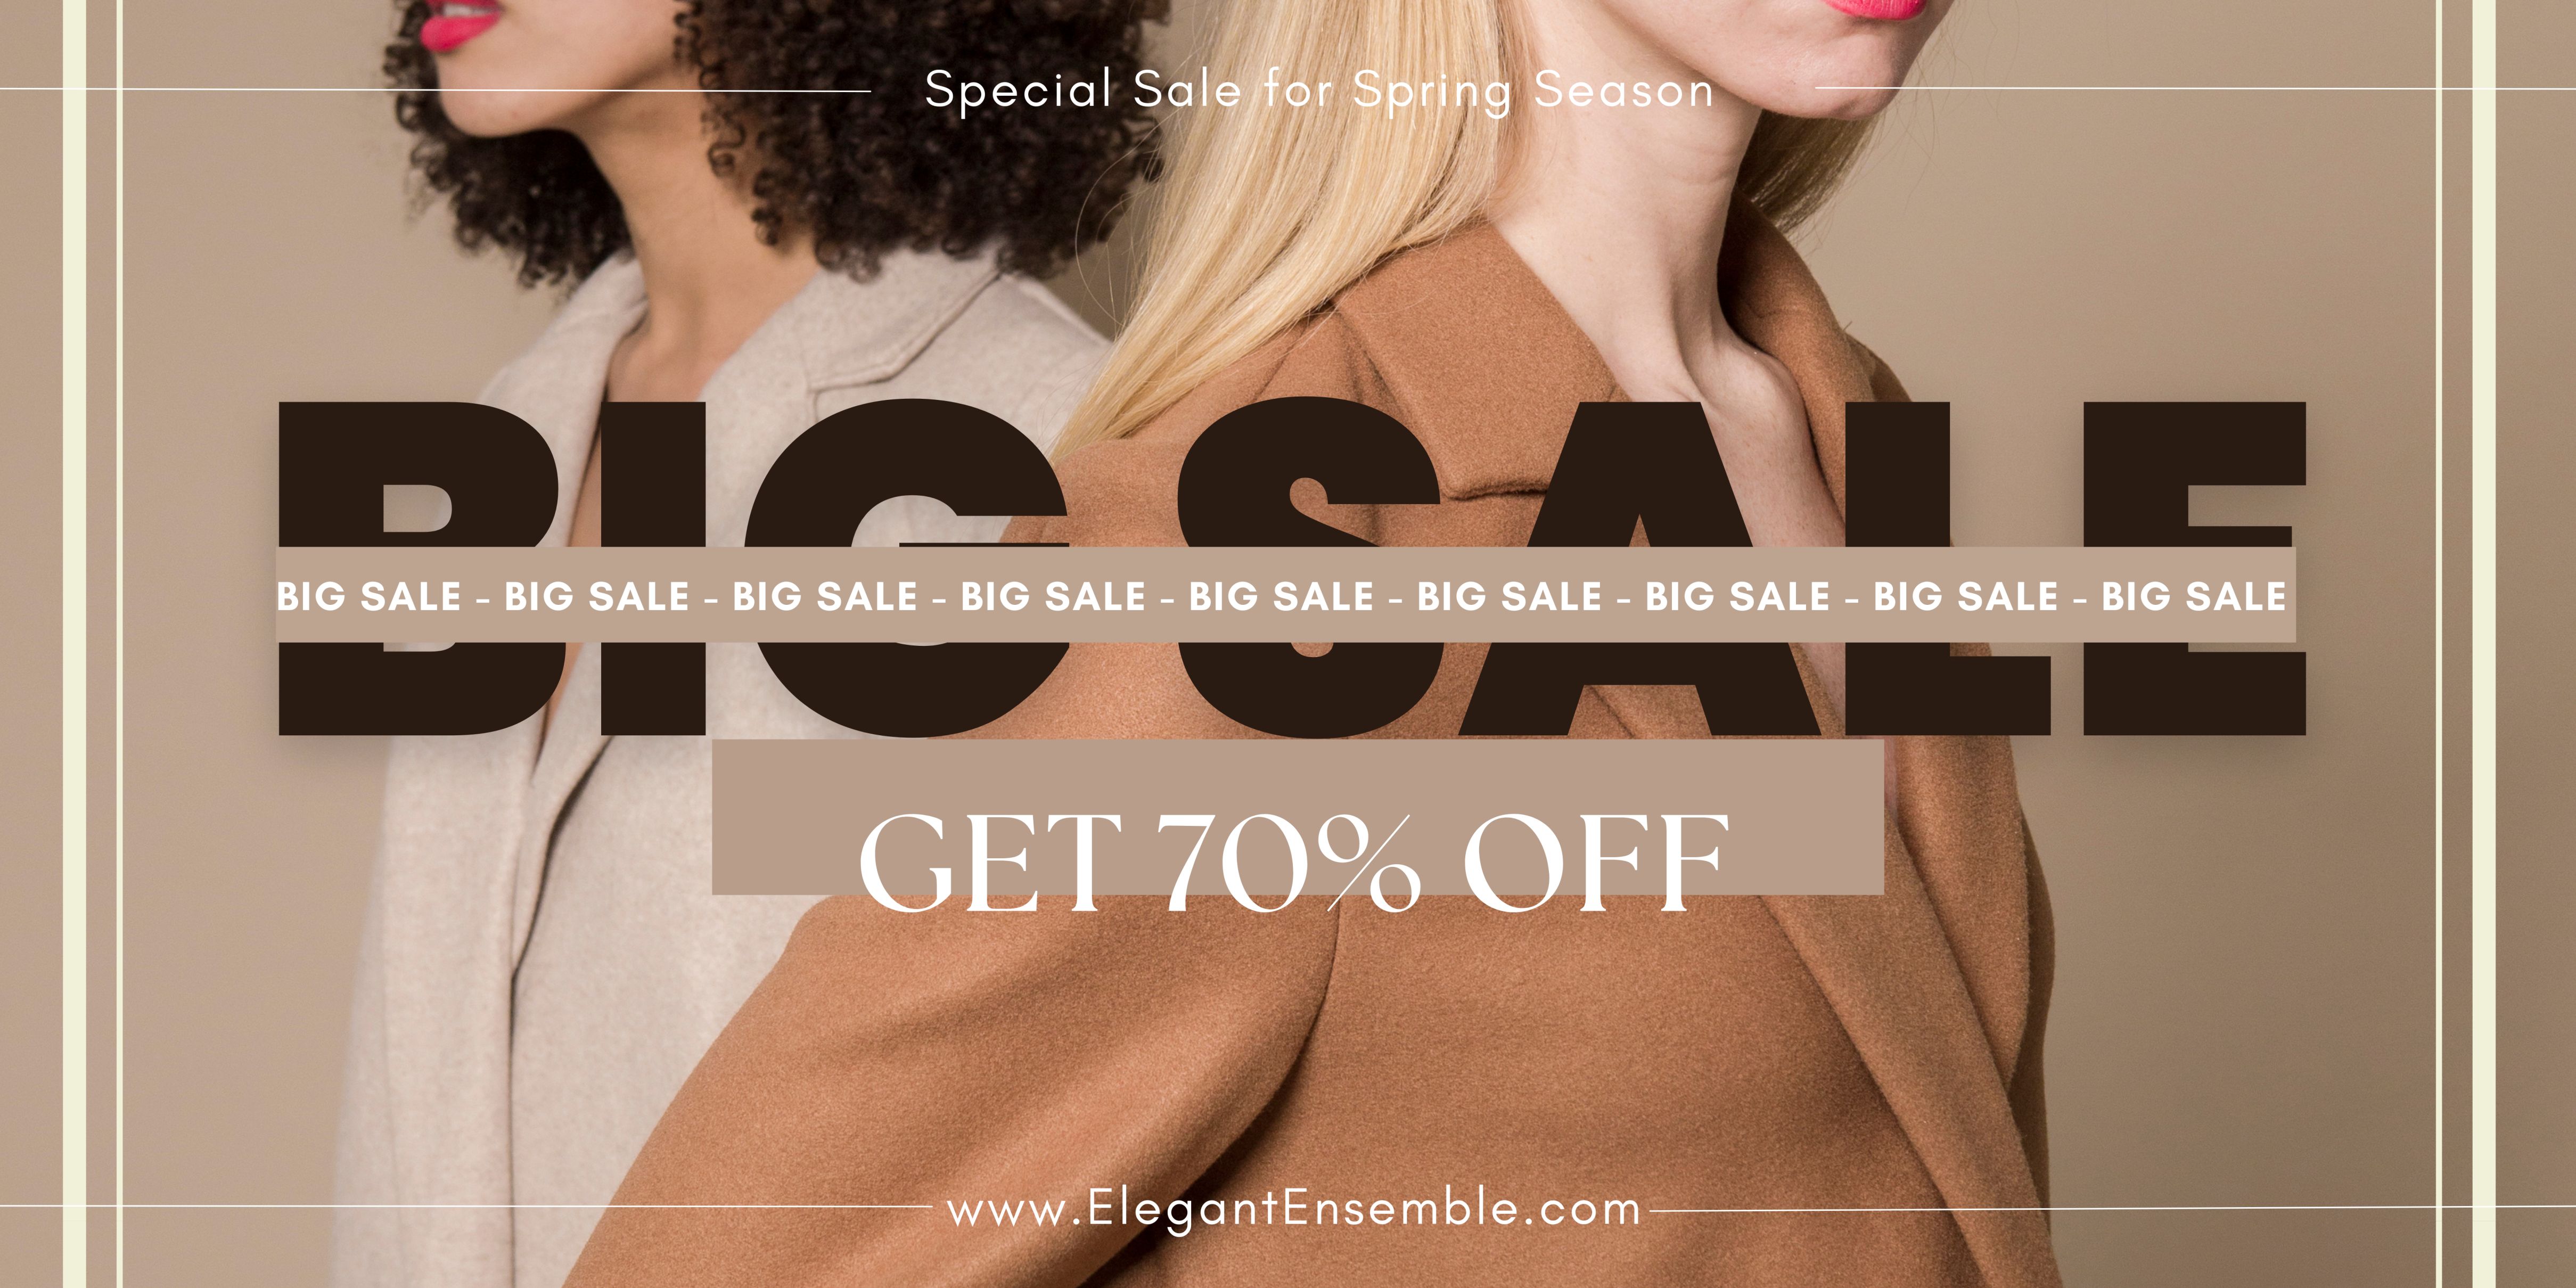 Special Sale for Spring Season
BIG SALE
BIG SALE - BIG SALE - BIG SALE - BIG SALE - BIG SALE - BIG SALE - BIG SALE - BIG SALE - BIG SALE
GET 70% OFF
www.ElegantEnsemble.com